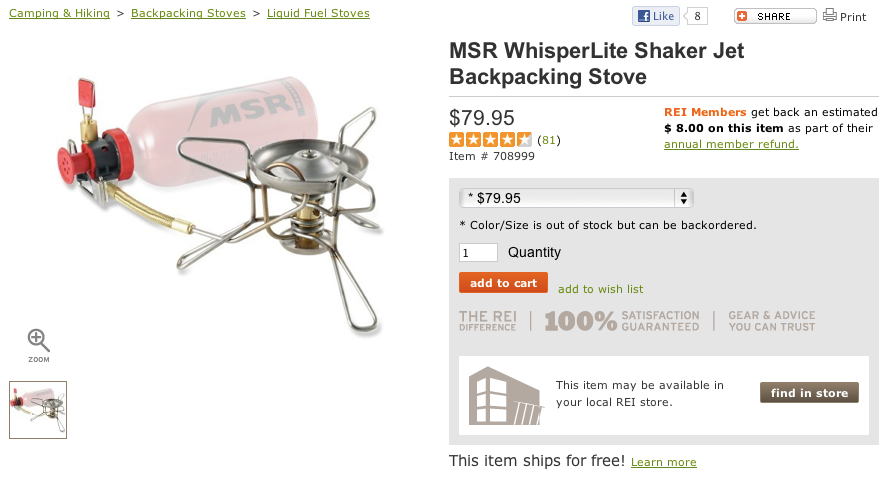 Camping & Hiking > Backpacking Stoves > Liquid Fuel Stoves
Like 8 SHARE Print
MSR
ZOOM
MSR WhisperLite Shaker Jet
Backpacking Stove
$79.95
(81)
Item # 708999
REI Members get back an estimated
$ 8.00 on this item as part of their
annual member refund.
* $79.95
* Color/Size is out of stock but can be backordered.
1 Quantity
add to cart add to wish list
THE REI
DIFFERENCE
100% SATISFACTION
GUARANTEED
GEAR & ADVICE
YOU CAN TRUST
This item may be available in
your local REI store.
find in store
This item ships for free! Learn more